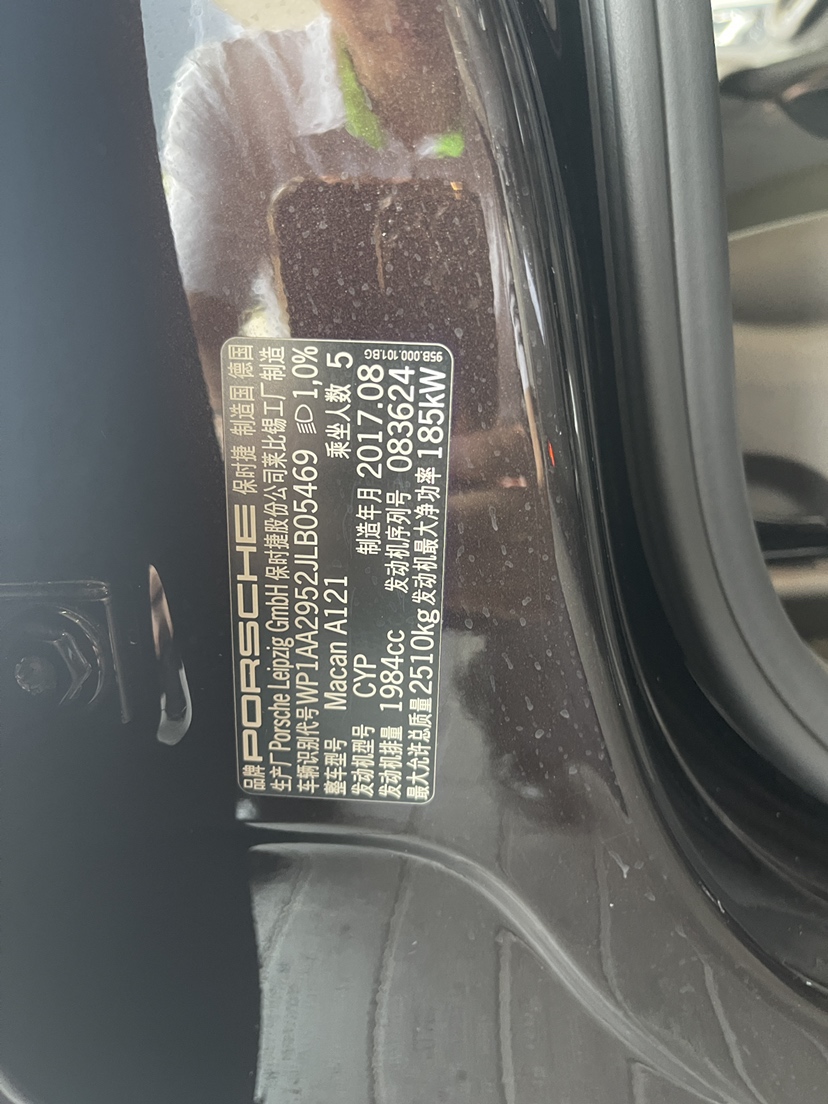 品牌 PORSCHE 保时捷 制造国 德国
生产厂 Porsche Leipzig GmbH 保时捷股份公司莱比锡工厂制造
车辆识别代号 WP1AA2952JLB05469 1,0%
整车型号 Macan A121 乘坐人数 5
发动机型号 CYP 制造年月 2017.08
发动机排量 1984cc 发动机序列号 083624
最大允许总质量 2510kg 发动机最大净功率 185kW
95B.000.101.BG